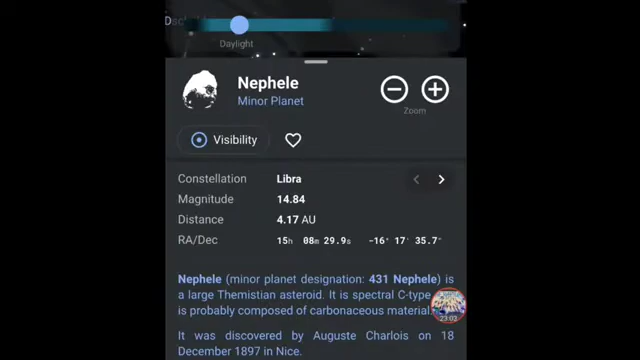 Daylight
Nephele
Minor Planet
Zoom
Visibility
Constellation Libra
Magnitude 14.84
Distance 4.17 AU
RA/Dec 15h 08m 29.9s -16° 17' 35.7"
Nephele (minor planet designation: 431 Nephele) is
a large Themistian asteroid. It is spectral C-type
is probably composed of carbonaceous material.
23:03
It was discovered by Auguste Charlois on 18
December 1897 in Nice.